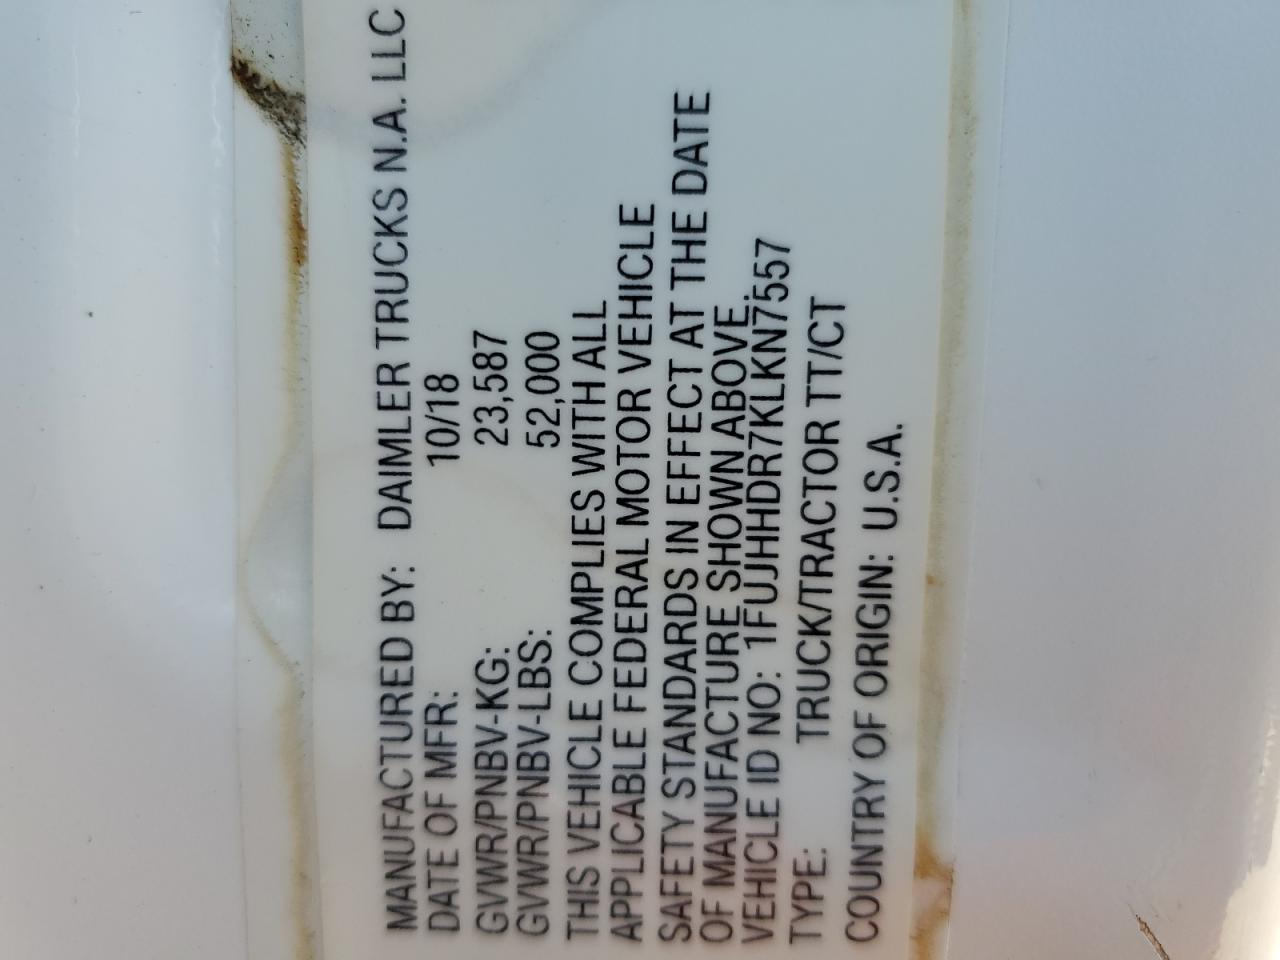 MANUFACTURED BY: DAIMLER TRUCKS N.A. LLC
DATE OF MFR: 10/18
GVWR/PNBV-KG: 23,587
GVWR/PNBV-LBS: 52,000
THIS VEHICLE COMPLIES WITH ALL
APPLICABLE FEDERAL MOTOR VEHICLE
SAFETY STANDARDS IN EFFECT AT THE DATE
OF MANUFACTURE SHOWN ABOVE.
VEHICLE ID NO: 1FUJHHDR7KLKN7557
TYPE: TRUCK/TRACTOR TT/CT
COUNTRY OF ORIGIN: U.S.A.